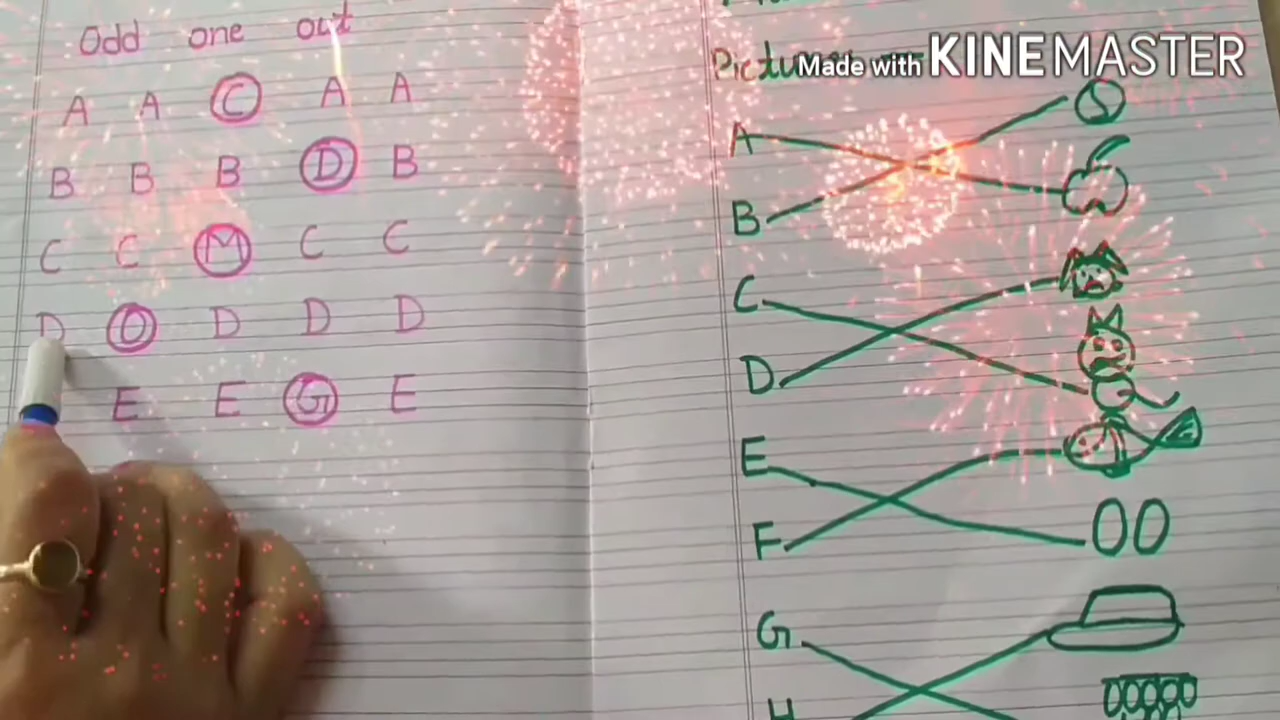 Odd one out
A A C A A
B B B D B
C C M C C
D O D D D
E E G E
Made with KINEMASTER
A
B
C
D
E
F
G
H